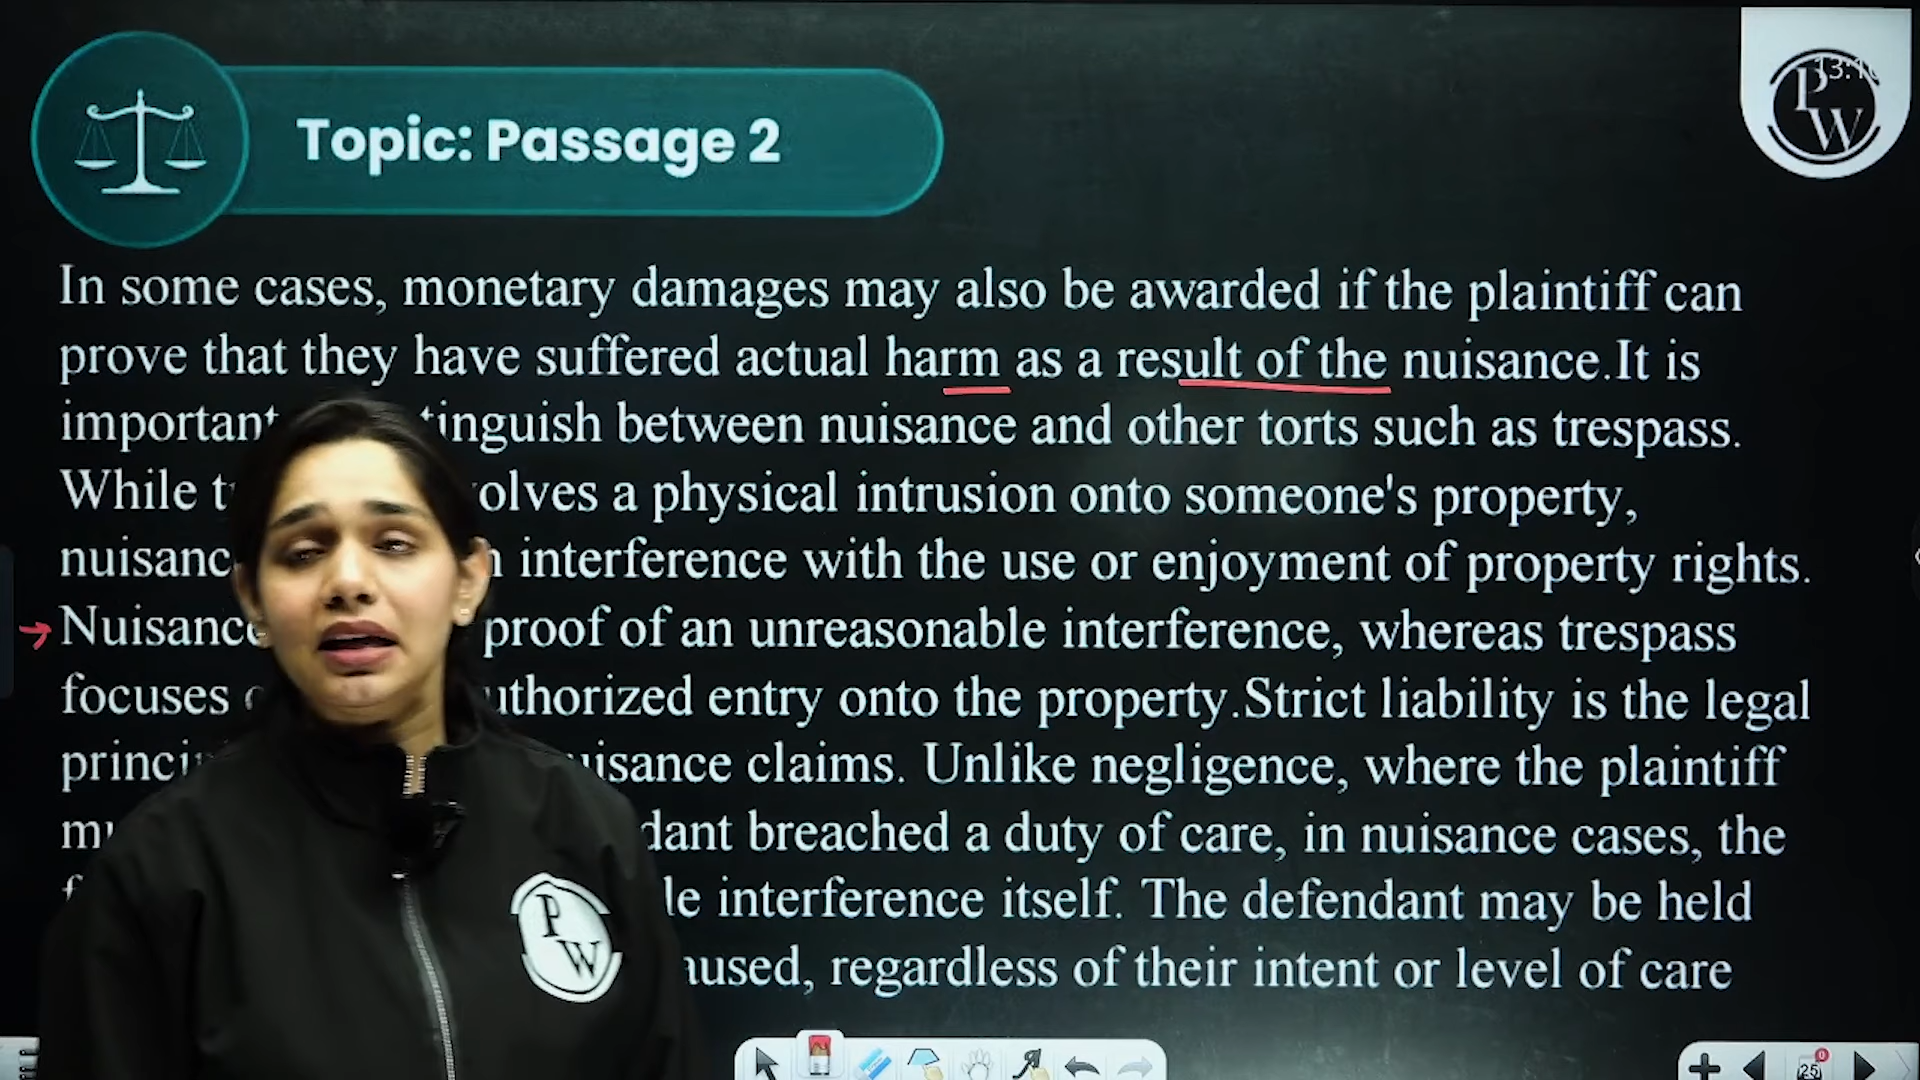 Topic: Passage 2
PW
In some cases, monetary damages may also be awarded if the plaintiff can
prove that they have suffered actual harm as a result of the nuisance.It is
important tinguish between nuisance and other torts such as trespass.
While olves a physical intrusion onto someone's property,
nuisanc interference with the use or enjoyment of property rights.
Nuisance proof of an unreasonable interference, whereas trespass
focuses uthorized entry onto the property.Strict liability is the legal
princi uisance claims. Unlike negligence, where the plaintiff
dant breached a duty of care, in nuisance cases, the
le interference itself. The defendant may be held
aused, regardless of their intent or level of care
PW
25
0